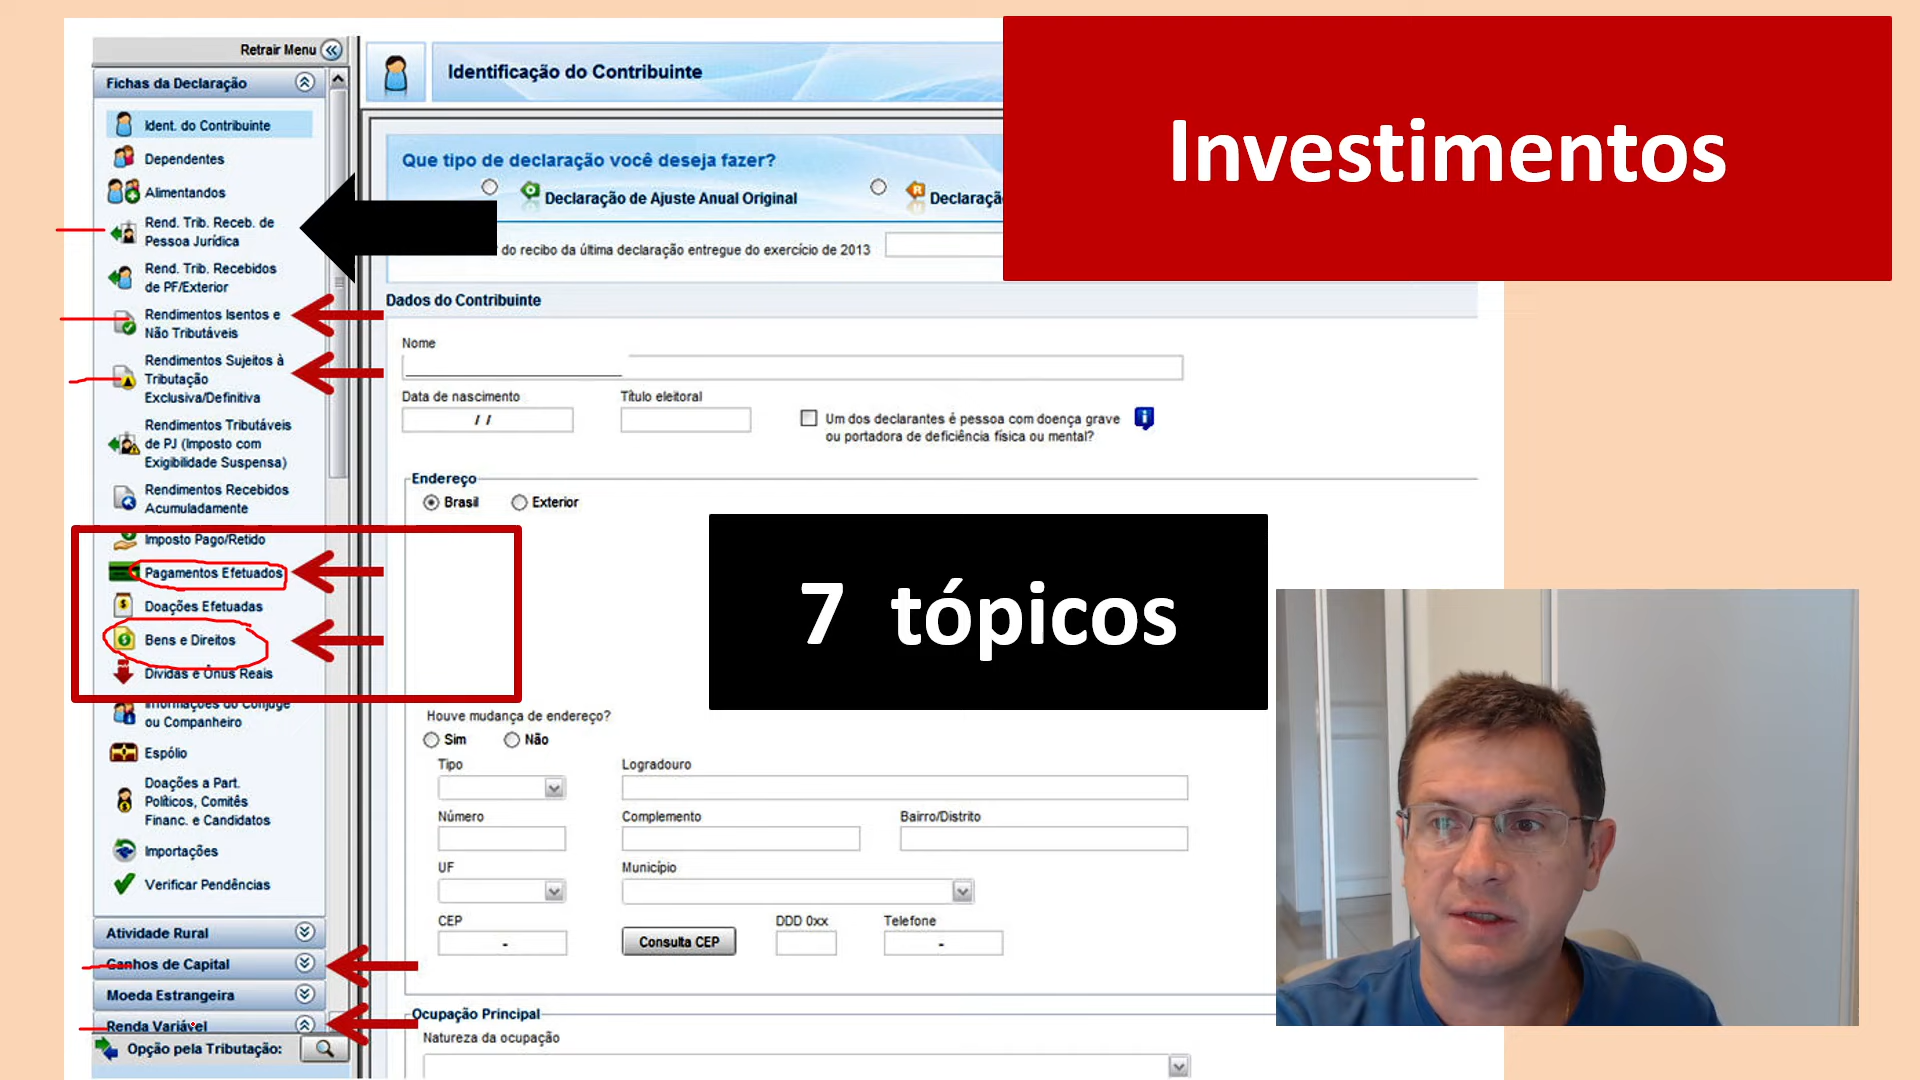 Retrair Menu
Fichas da Declaração
Ident. do Contribuinte
Dependentes
Alimentandos
Rend. Trib. Receb. de
Pessoa Jurídica
Rend. Trib. Recebidos
de PF/Exterior
Rendimentos Isentos e
Não Tributáveis
Rendimentos Sujeitos à
Tributação
Exclusiva/Definitiva
Rendimentos Tributáveis
de PJ (Imposto com
Exigibilidade Suspensa)
Rendimentos Recebidos
Acumuladamente
Imposto Pago/Retido
Pagamentos Efetuados
Doações Efetuadas
Bens e Direitos
Dívidas e Ônus Reais
Informações do Cônjuge
ou Companheiro
Espólio
Doações a Part.
Políticos, Comitês
Financ. e Candidatos
Importações
Verificar Pendências
Atividade Rural
Ganhos de Capital
Moeda Estrangeira
Renda Variável
Opção pela Tributação:
Identificação do Contribuinte
Que tipo de declaração você deseja fazer?
Declaração de Ajuste Anual Original
do recibo da última declaração entregue do exercício de 2013
Dados do Contribuinte
Nome
Data de nascimento
/ /
Título eleitoral
Um dos declarantes é pessoa com doença grave
ou portadora de deficiência física ou mental?
Endereço
Brasil
Exterior
Houve mudança de endereço?
Sim
Não
Tipo
Logradouro
Número
Complemento
Bairro/Distrito
UF
Município
CEP
-
Consulta CEP
DDD 0xx
Telefone
-
Ocupação Principal
Natureza da ocupação
Investimentos
7 tópicos